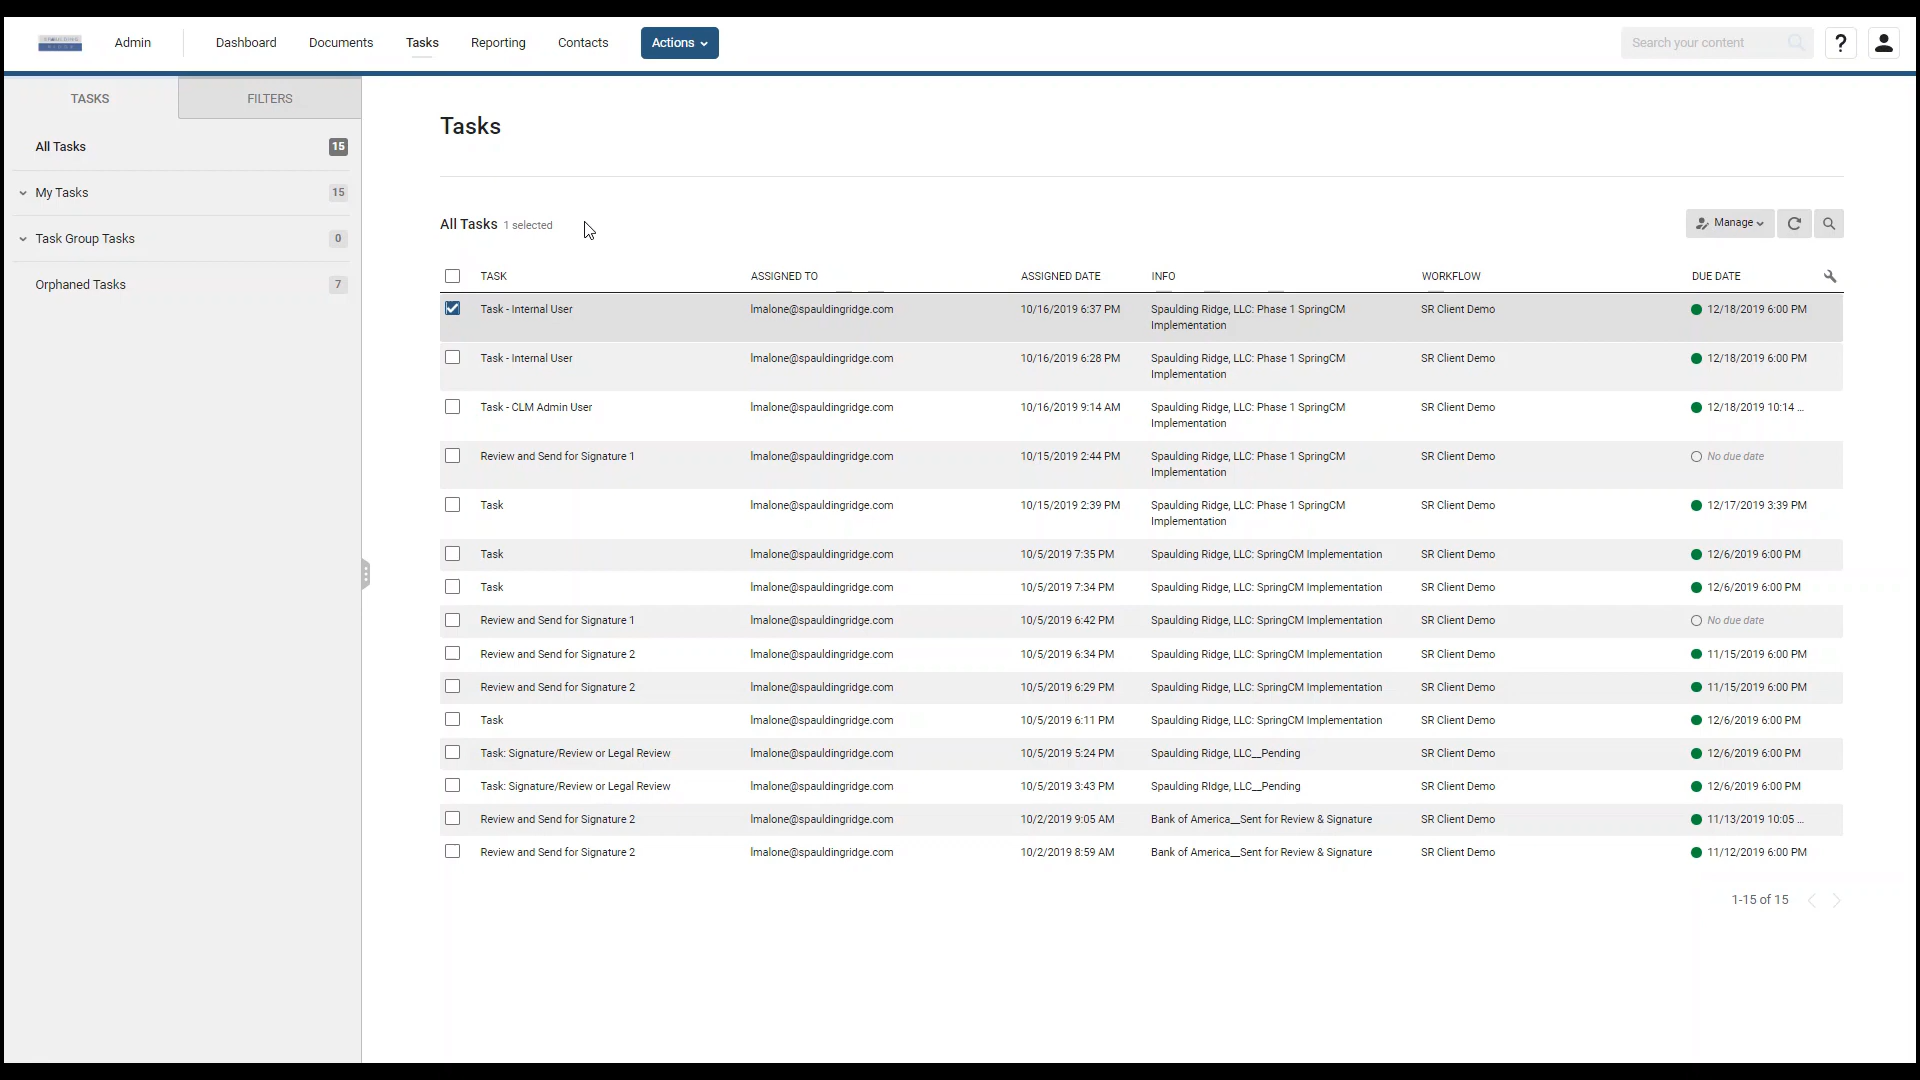 Admin
Dashboard
Documents
Tasks
Reporting
Contacts
Actions
Search your content
?
TASKS
FILTERS
All Tasks 15
My Tasks 15
Task Group Tasks 0
Orphaned Tasks 7
Tasks
All Tasks 1 selected
Manage
TASK ASSIGNED TO ASSIGNED DATE INFO WORKFLOW DUE DATE
Task - Internal User lmalone@spauldingridge.com 10/16/2019 6:37 PM Spaulding Ridge, LLC: Phase 1 SpringCM SR Client Demo 12/18/2019 6:00 PM
Implementation
Task - Internal User lmalone@spauldingridge.com 10/16/2019 6:28 PM Spaulding Ridge, LLC: Phase 1 SpringCM SR Client Demo 12/18/2019 6:00 PM
Implementation
Task - CLM Admin User lmalone@spauldingridge.com 10/16/2019 9:14 AM Spaulding Ridge, LLC: Phase 1 SpringCM SR Client Demo 12/18/2019 10:14 ...
Implementation
Review and Send for Signature 1 lmalone@spauldingridge.com 10/15/2019 2:44 PM Spaulding Ridge, LLC: Phase 1 SpringCM SR Client Demo No due date
Implementation
Task lmalone@spauldingridge.com 10/15/2019 2:39 PM Spaulding Ridge, LLC: Phase 1 SpringCM SR Client Demo 12/17/2019 3:39 PM
Implementation
Task lmalone@spauldingridge.com 10/5/2019 7:35 PM Spaulding Ridge, LLC: SpringCM Implementation SR Client Demo 12/6/2019 6:00 PM
Task lmalone@spauldingridge.com 10/5/2019 7:34 PM Spaulding Ridge, LLC: SpringCM Implementation SR Client Demo 12/6/2019 6:00 PM
Review and Send for Signature 1 lmalone@spauldingridge.com 10/5/2019 6:42 PM Spaulding Ridge, LLC: SpringCM Implementation SR Client Demo No due date
Review and Send for Signature 2 lmalone@spauldingridge.com 10/5/2019 6:34 PM Spaulding Ridge, LLC: SpringCM Implementation SR Client Demo 11/15/2019 6:00 PM
Review and Send for Signature 2 lmalone@spauldingridge.com 10/5/2019 6:29 PM Spaulding Ridge, LLC: SpringCM Implementation SR Client Demo 11/15/2019 6:00 PM
Task lmalone@spauldingridge.com 10/5/2019 6:11 PM Spaulding Ridge, LLC: SpringCM Implementation SR Client Demo 12/6/2019 6:00 PM
Task: Signature/Review or Legal Review lmalone@spauldingridge.com 10/5/2019 5:24 PM Spaulding Ridge, LLC__Pending SR Client Demo 12/6/2019 6:00 PM
Task: Signature/Review or Legal Review lmalone@spauldingridge.com 10/5/2019 3:43 PM Spaulding RIdge, LLC__Pending SR Client Demo 12/6/2019 6:00 PM
Review and Send for Signature 2 lmalone@spauldingridge.com 10/2/2019 9:05 AM Bank of America__Sent for Review & Signature SR Client Demo 11/13/2019 10:05 ...
Review and Send for Signature 2 lmalone@spauldingridge.com 10/2/2019 8:59 AM Bank of America__Sent for Review & Signature SR Client Demo 11/12/2019 6:00 PM
1-15 of 15